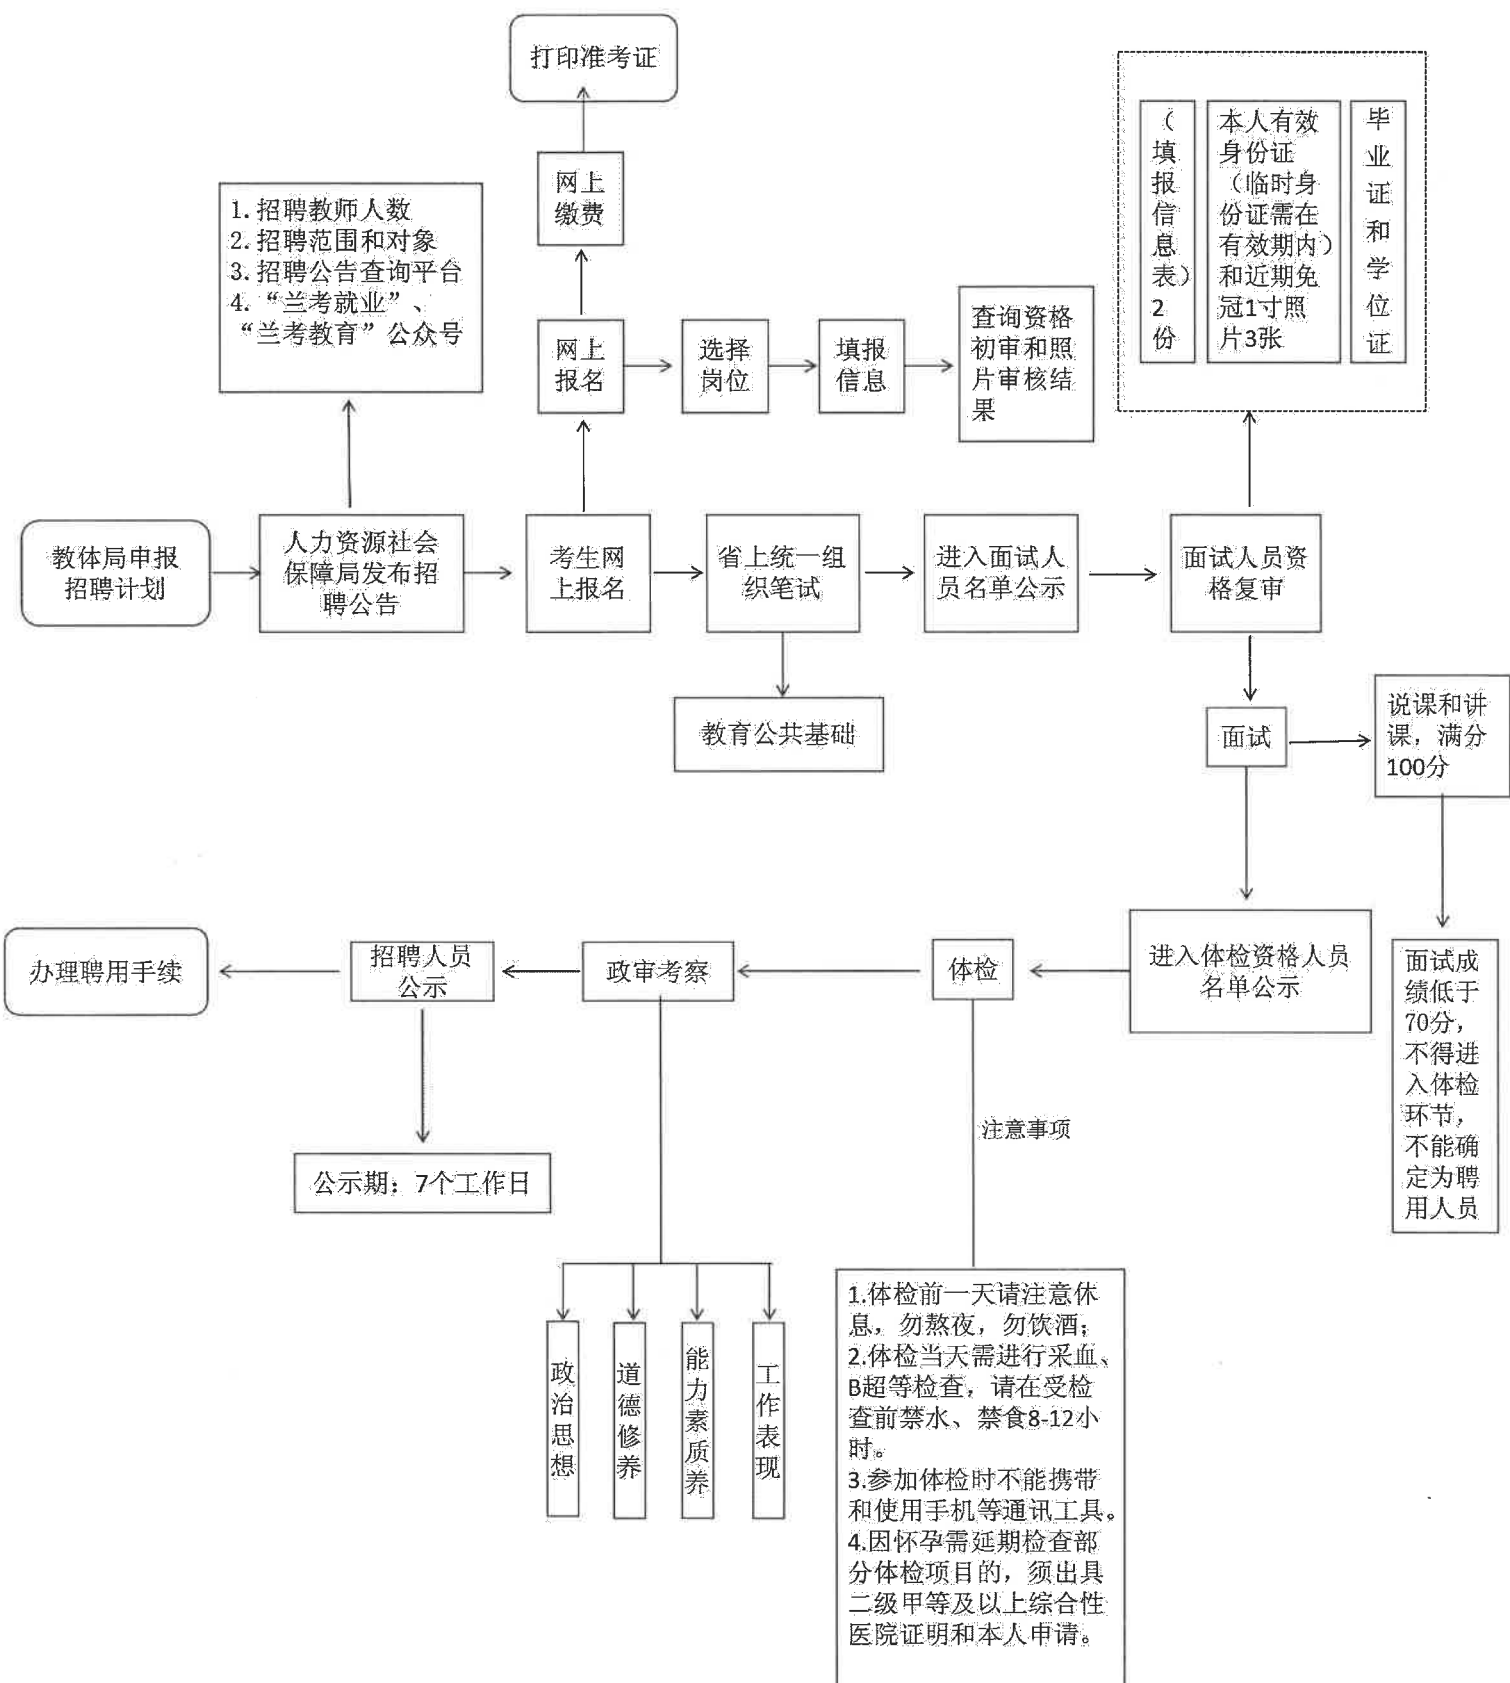 打印准考证
网上
缴费
1.招聘教师人数
2.招聘范围和对象
3.招聘公告查询平台
4.“兰考就业”、
“兰考教育”公众号
网上
报名
选择
岗位
填报
信息
查询资格
初审和照
片审核结
果
（填报信息表）2份
本人有效
身份证
（临时身
份证需在
有效期内）
和近期免
冠1寸照
片3张
毕业证和学位证
教体局申报
招聘计划
人力资源社会
保障局发布招
聘公告
考生网
上报名
省上统一组
织笔试
进入面试人
员名单公示
面试人员资
格复审
教育公共基础
面试
说课和讲
课，满分
100分
办理聘用手续
招聘人员
公示
政审考察
体检
进入体检资格人员
名单公示
面试成
绩低于
70分，
不得进
入体检
环节，
不能确
定为聘
用人员
注意事项
公示期：7个工作日
政治思想
道德修养
能力素质养
工作表现
1.体检前一天请注意休
息，勿熬夜，勿饮酒；
2.体检当天需进行采血、
B超等检查，请在受检
查前禁水、禁食8-12小
时。
3.参加体检时不能携带
和使用手机等通讯工具。
4.因怀孕需延期检查部
分体检项目的，须出具
二级甲等及以上综合性
医院证明和本人申请。